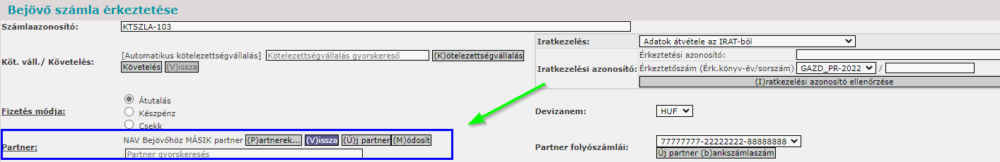 Bejövő számla érkeztetése
Számlaazonosító: KTSZLA-103
Köt. váll./ Követelés: [Automatikus kötelezettségvállalás] Kötelezettségvállalás gyorskereső (K)ötelezettségvállalás
Követelés (V)issza
Iratkezelés: Adatok átvétele az IRAT-ból
Iratkezelési azonosító: Érkeztetési azonosító:
Érkeztetőszám (Érk.könyv-év/sorszám) GAZD_PR-2022 /
(I)ratkezelési azonosító ellenőrzése
Fizetés módja: Átutalás
Készpénz
Csekk
Devizanem: HUF
Partner: NAV Bejövőhöz MÁSIK partner (P)artnerek... (V)issza (Ú)j partner (M)ódosít
Partner gyorskeresés
Partner folyószámlái: 77777777-22222222-88888888
Új partner (b)ankszámlaszám